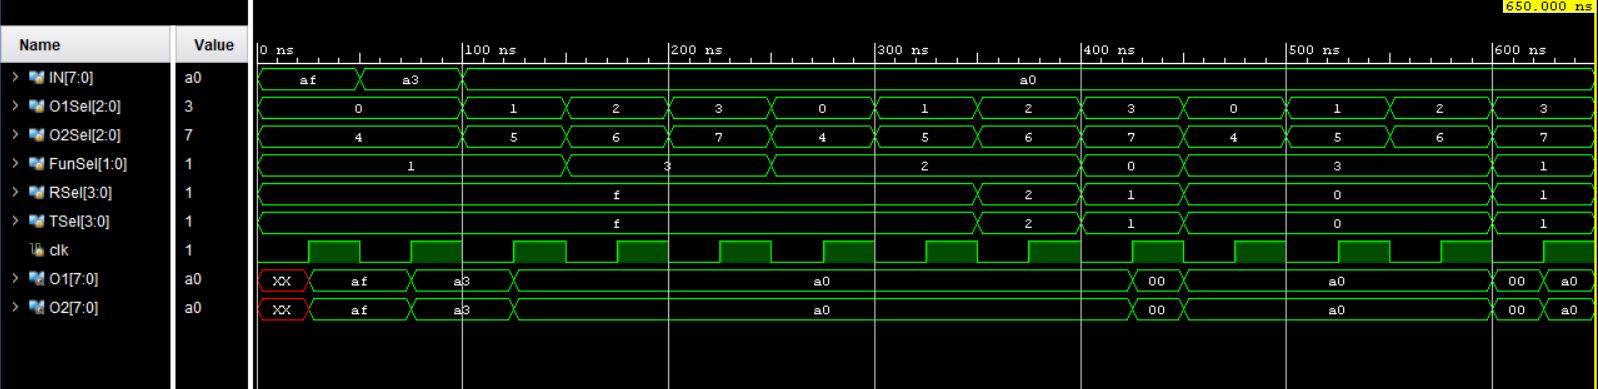 650.000 ns
Name Value 0 ns 100 ns 200 ns 300 ns 400 ns 500 ns 600 ns
IN[7:0] a0 af a3 a0
O1Sel[2:0] 3 0 1 2 3 0 1 2 3 0 1 2 3
O2Sel[2:0] 7 4 5 6 7 4 5 6 7 4 5 6 7
FunSel[1:0] 1 1 3 2 0 3 1
RSel[3:0] 1 f 2 1 0 1
TSel[3:0] 1 f 2 1 0 1
clk 1
O1[7:0] a0 XX af a3 a0 00 a0 00 a0
O2[7:0] a0 XX af a3 a0 00 a0 00 a0